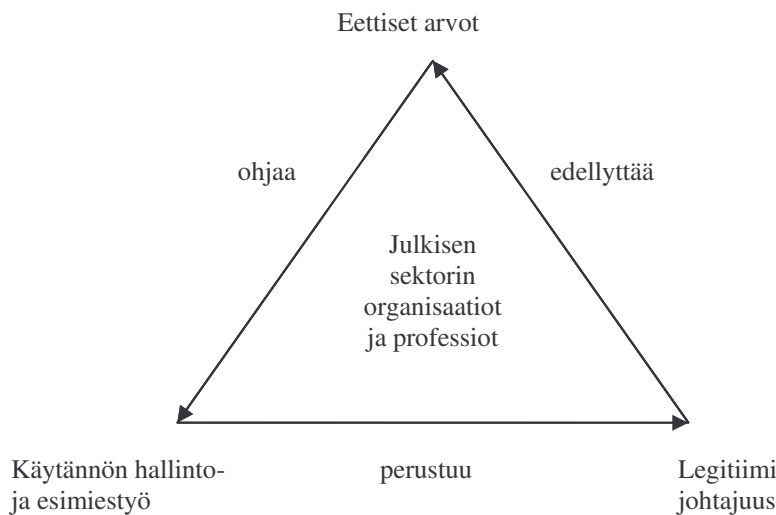 Eettiset arvot
ohjaa
edellyttää
Julkisen
sektorin
organisaatiot
ja professiot
Käytännön hallinto-
ja esimiestyö
perustuu
Legitiimi
johtajuus